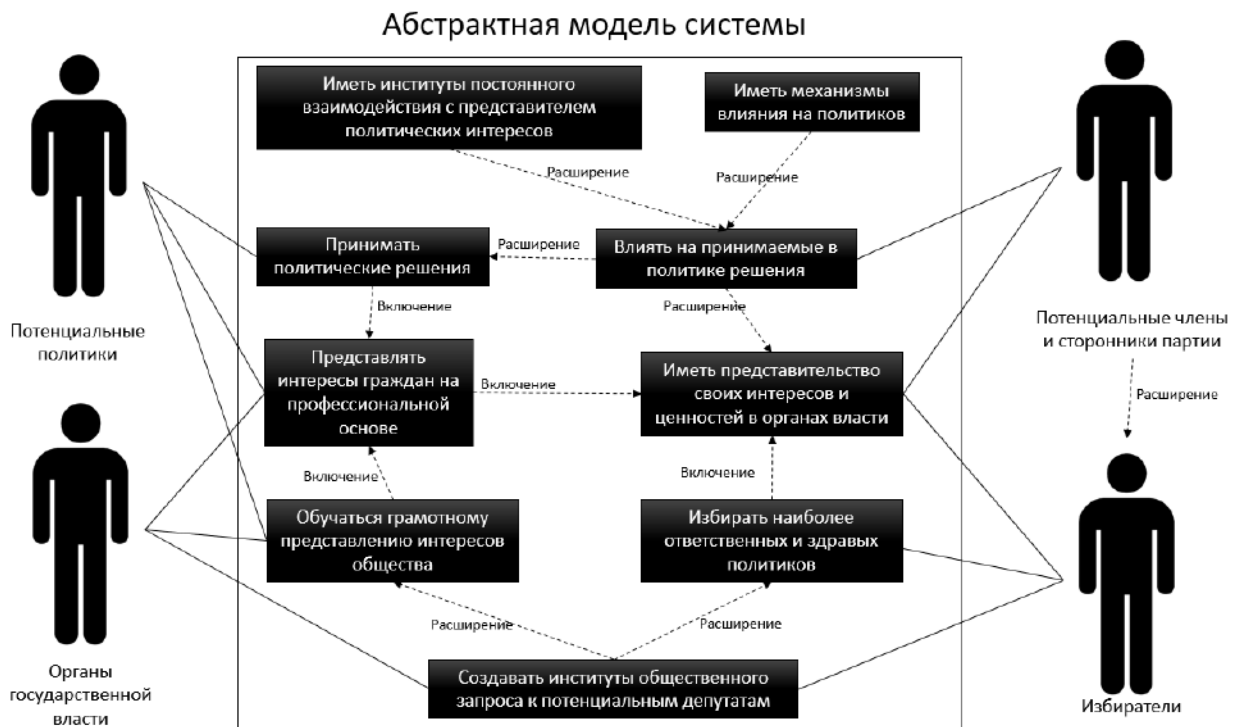 Абстрактная модель системы
Иметь институты постоянного
взаимодействия с представителем
политических интересов
Иметь механизмы
влияния на политиков
Расширение
Расширение
Принимать
политические решения
Расширение
Влиять на принимаемые в
политике решения
Включение
Расширение
Потенциальные
политики
Потенциальные члены
и сторонники партии
Представлять
интересы граждан на
профессиональной
основе
Включение
Иметь представительство
своих интересов и
ценностей в органах власти
Расширение
Включение
Включение
Обучаться грамотному
представлению интересов
общества
Избирать наиболее
ответственных и здравых
политиков
Расширение
Расширение
Органы
государственной
власти
Создавать институты общественного
запроса к потенциальным депутатам
Избиратели